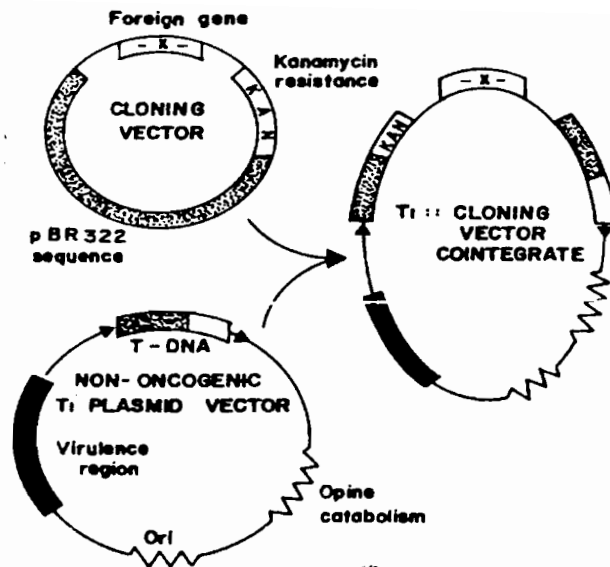 Foreign gene
- X -
Kanamycin
resistance
KAN
CLONING
VECTOR
pBR322
sequence
- X -
KAN
Ti :: CLONING
VECTOR
COINTEGRATE
T-DNA
NON-ONCOGENIC
Ti PLASMID VECTOR
Virulence
region
Opine
catabolism
Ori